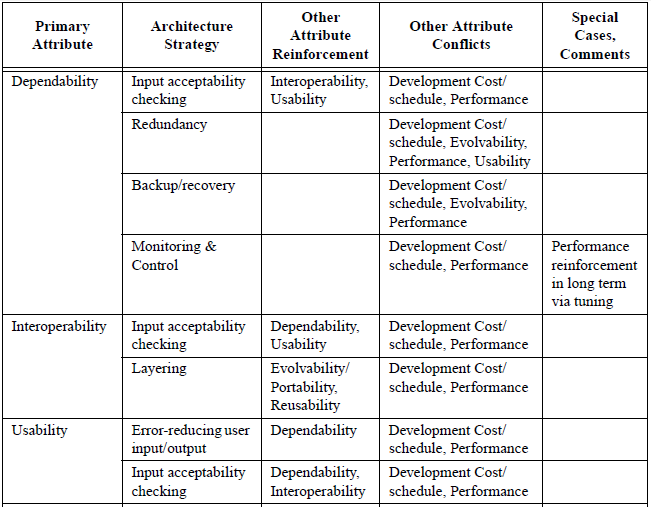 Primary Attribute
Architecture Strategy
Other Attribute Reinforcement
Other Attribute Conflicts
Special Cases, Comments
Dependability
Input acceptability
checking
Interoperability,
Usability
Development Cost/
schedule, Performance
Redundancy
Development Cost/
schedule, Evolvability,
Performance, Usability
Backup/recovery
Development Cost/
schedule, Evolvability,
Performance
Monitoring &
Control
Development Cost/
schedule, Performance
Performance
reinforcement
in long term
via tuning
Interoperability
Input acceptability
checking
Dependability,
Usability
Development Cost/
schedule, Performance
Layering
Evolvability/
Portability,
Reusability
Development Cost/
schedule, Performance
Usability
Error-reducing user
input/output
Dependability
Development Cost/
schedule, Performance
Input acceptability
checking
Dependability,
Interoperability
Development Cost/
schedule, Performance